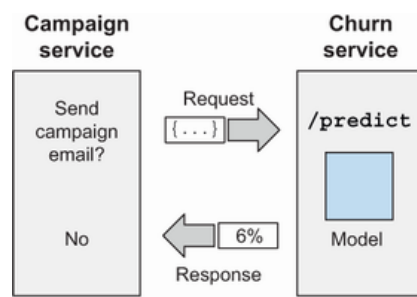 Campaign
service
Churn
service
Send
campaign
email?
Request
{...}
/predict
No
6%
Response
Model